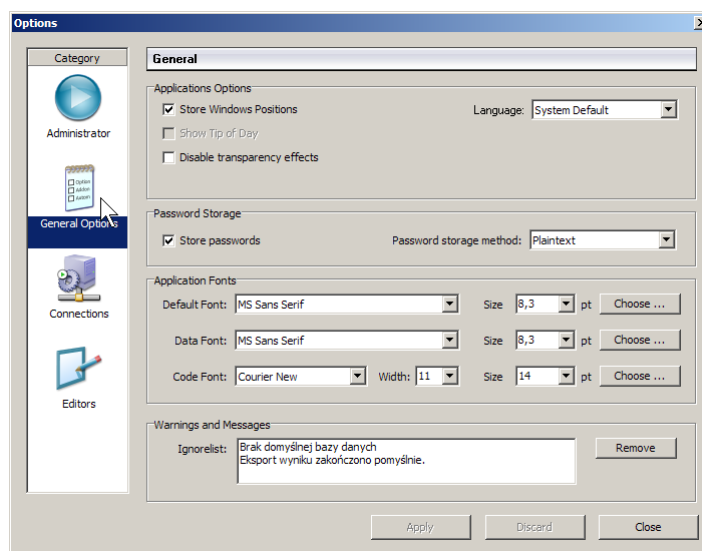 Options
Category
Administrator
Option
Addon
Axiom
General Options
Connections
Editors
General
Applications Options
Store Windows Positions
Language: System Default
Show Tip of Day
Disable transparency effects
Password Storage
Store passwords
Password storage method: Plaintext
Application Fonts
Default Font: MS Sans Serif Size 8,3 pt Choose ...
Data Font: MS Sans Serif Size 8,3 pt Choose ...
Code Font: Courier New Width: 11 Size 14 pt Choose ...
Warnings and Messages
Ignorelist: Brak domyślnej bazy danych
Eksport wyniku zakończono pomyślnie.
Remove
Apply Discard Close